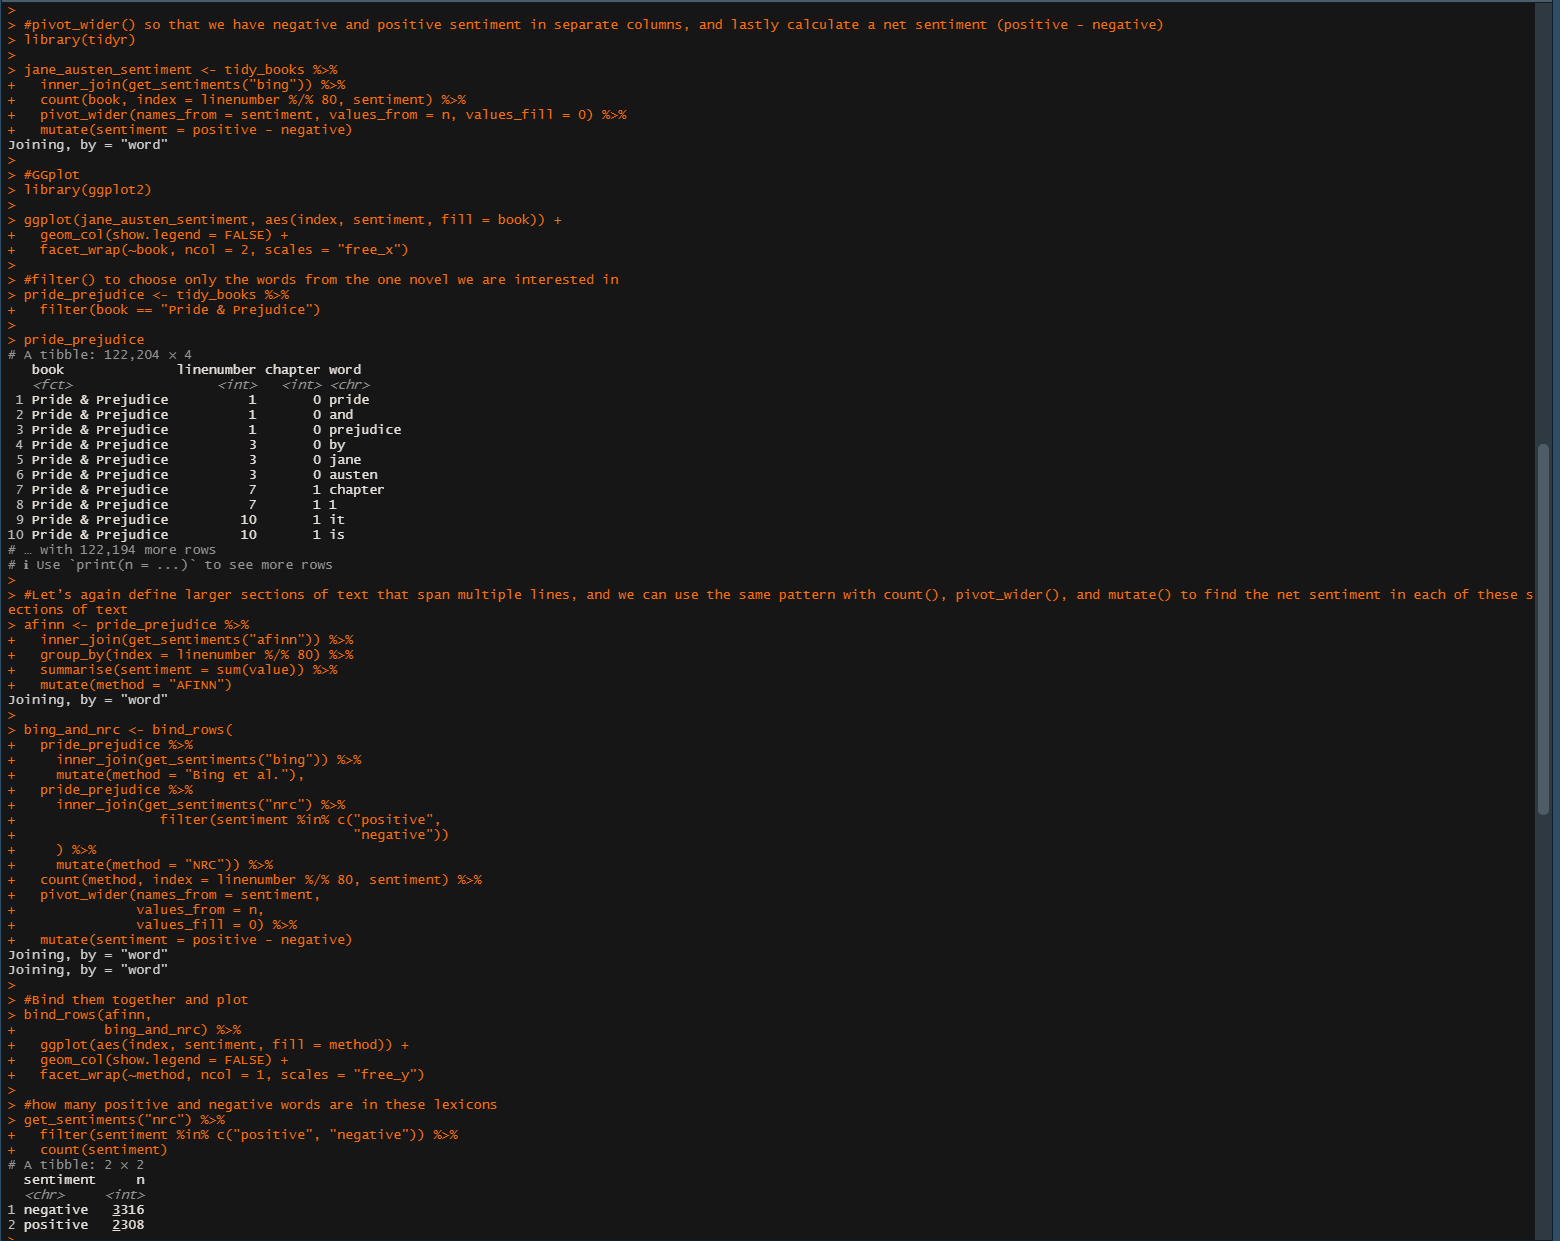 >
> #pivot_wider() so that we have negative and positive sentiment in separate columns, and lastly calculate a net sentiment (positive - negative)
> library(tidyr)
>
> jane_austen_sentiment <- tidy_books %>%
+   inner_join(get_sentiments("bing")) %>%
+   count(book, index = linenumber %/% 80, sentiment) %>%
+   pivot_wider(names_from = sentiment, values_from = n, values_fill = 0) %>%
+   mutate(sentiment = positive - negative)
Joining, by = "word"
>
> #GGplot
> library(ggplot2)
>
> ggplot(jane_austen_sentiment, aes(index, sentiment, fill = book)) +
+   geom_col(show.legend = FALSE) +
+   facet_wrap(~book, ncol = 2, scales = "free_x")
>
> #filter() to choose only the words from the one novel we are interested in
> pride_prejudice <- tidy_books %>%
+   filter(book == "Pride & Prejudice")
>
> pride_prejudice
# A tibble: 122,204 × 4
   book              linenumber chapter word
   <fct>                  <int>   <int> <chr>
 1 Pride & Prejudice          1       0 pride
 2 Pride & Prejudice          1       0 and
 3 Pride & Prejudice          1       0 prejudice
 4 Pride & Prejudice          3       0 by
 5 Pride & Prejudice          3       0 jane
 6 Pride & Prejudice          3       0 austen
 7 Pride & Prejudice          7       1 chapter
 8 Pride & Prejudice          7       1 1
 9 Pride & Prejudice         10       1 it
10 Pride & Prejudice         10       1 is
# … with 122,194 more rows
# ℹ Use `print(n = ...)` to see more rows
>
> #Let's again define larger sections of text that span multiple lines, and we can use the same pattern with count(), pivot_wider(), and mutate() to find the net sentiment in each of these s
ections of text
> afinn <- pride_prejudice %>%
+   inner_join(get_sentiments("afinn")) %>%
+   group_by(index = linenumber %/% 80) %>%
+   summarise(sentiment = sum(value)) %>%
+   mutate(method = "AFINN")
Joining, by = "word"
>
> bing_and_nrc <- bind_rows(
+   pride_prejudice %>%
+     inner_join(get_sentiments("bing")) %>%
+     mutate(method = "Bing et al."),
+   pride_prejudice %>%
+     inner_join(get_sentiments("nrc") %>%
+                  filter(sentiment %in% c("positive",
+                                          "negative"))
+     ) %>%
+     mutate(method = "NRC")) %>%
+   count(method, index = linenumber %/% 80, sentiment) %>%
+   pivot_wider(names_from = sentiment,
+               values_from = n,
+               values_fill = 0) %>%
+   mutate(sentiment = positive - negative)
Joining, by = "word"
Joining, by = "word"
>
> #Bind them together and plot
> bind_rows(afinn,
+           bing_and_nrc) %>%
+   ggplot(aes(index, sentiment, fill = method)) +
+   geom_col(show.legend = FALSE) +
+   facet_wrap(~method, ncol = 1, scales = "free_y")
>
> #how many positive and negative words are in these lexicons
> get_sentiments("nrc") %>%
+   filter(sentiment %in% c("positive", "negative")) %>%
+   count(sentiment)
# A tibble: 2 × 2
  sentiment     n
  <chr>     <int>
1 negative   3316
2 positive   2308
>